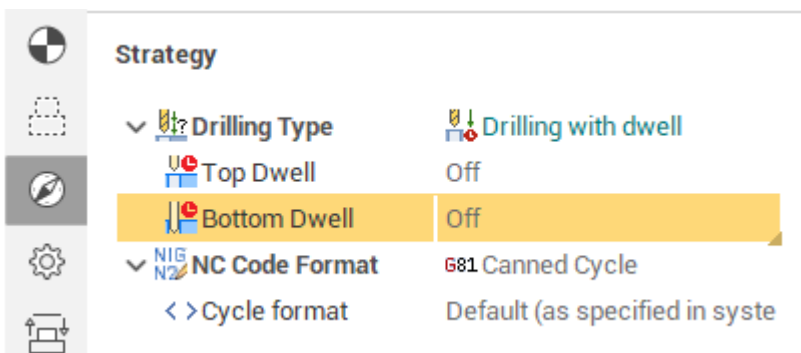 Strategy
Drilling Type Drilling with dwell
Top Dwell Off
Bottom Dwell Off
NC Code Format G81 Canned Cycle
Cycle format Default (as specified in syste